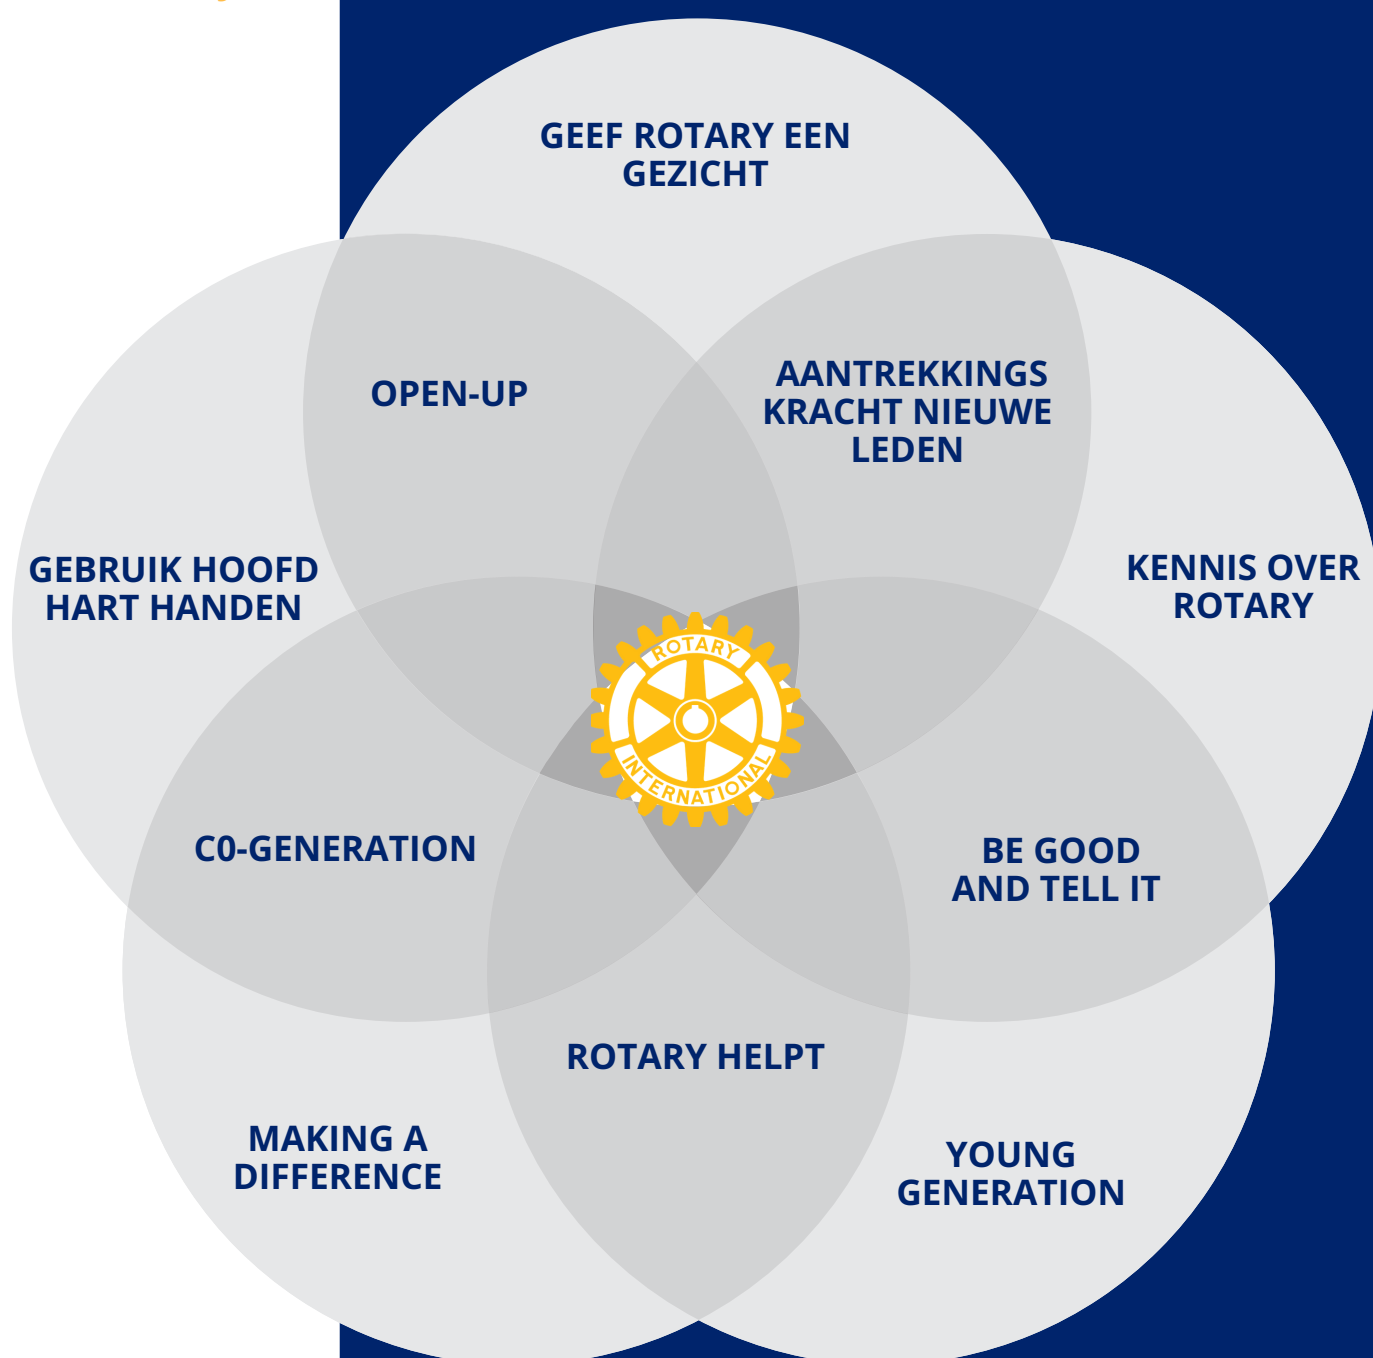 GEEF ROTARY EEN
GEZICHT
OPEN-UP
AANTREKKINGS
KRACHT NIEUWE
LEDEN
GEBRUIK HOOFD
HART HANDEN
KENNIS OVER
ROTARY
ROTARY
INTERNATIONAL
C0-GENERATION
BE GOOD
AND TELL IT
ROTARY HELPT
MAKING A
DIFFERENCE
YOUNG
GENERATION